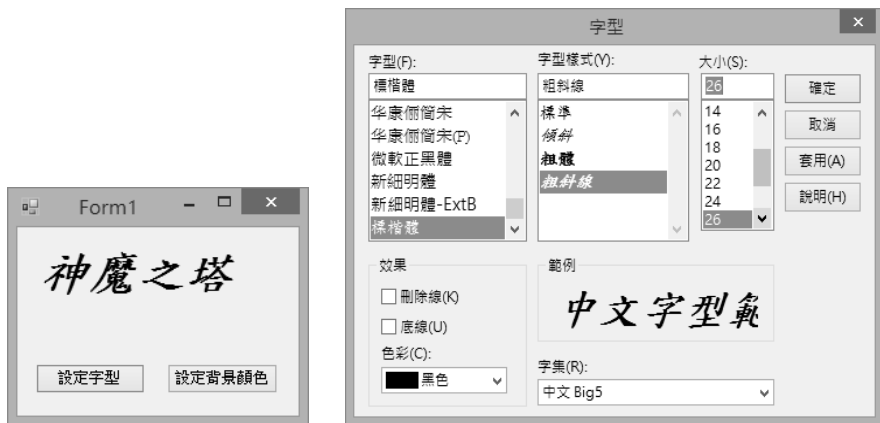 Form1
神魔之塔
設定字型
設定背景顏色
字型
字型(F):
標楷體
华康俪简宋
华康俪简宋(P)
微軟正黑體
新細明體
新細明體-ExtB
標楷體
字型樣式(Y):
粗斜線
標準
傾斜
粗體
粗斜線
大小(S):
26
14
16
18
20
22
24
26
確定
取消
套用(A)
說明(H)
效果
刪除線(K)
底線(U)
色彩(C):
黑色
範例
中文字型範
字集(R):
中文 Big5